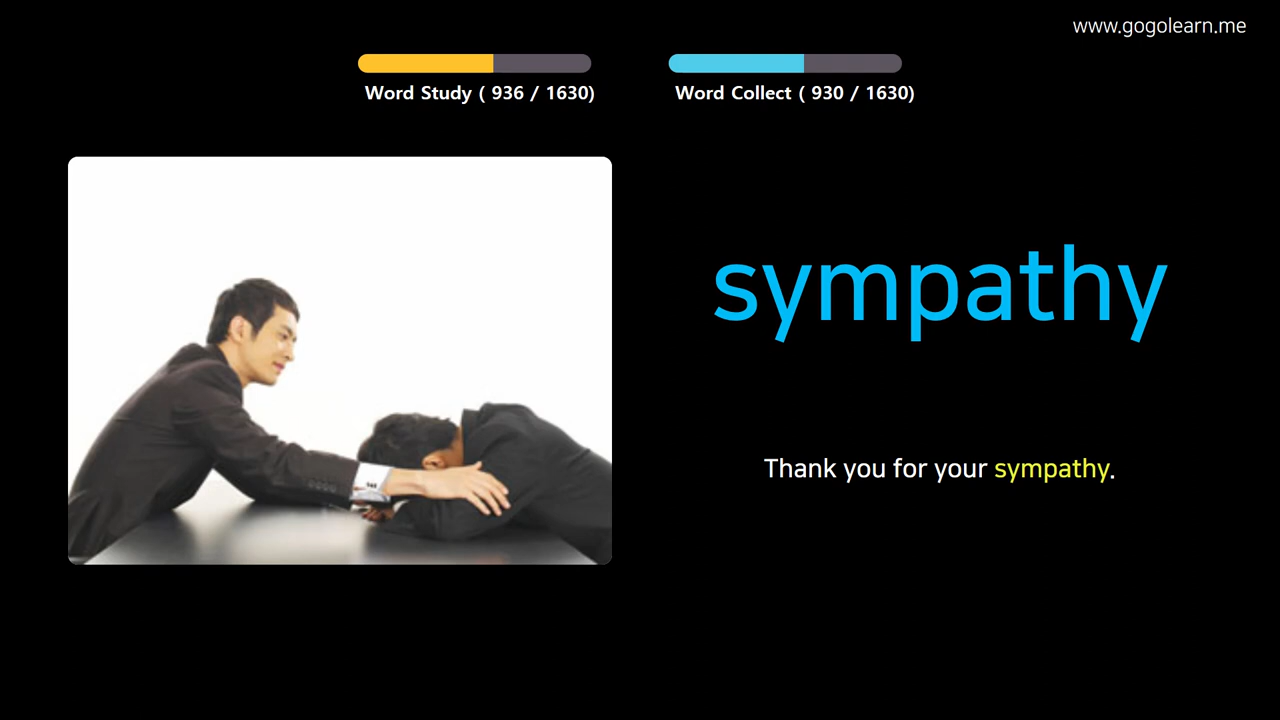 www.gogolearn.me
Word Study ( 936 / 1630)
Word Collect ( 930 / 1630)
sympathy
Thank you for your sympathy.